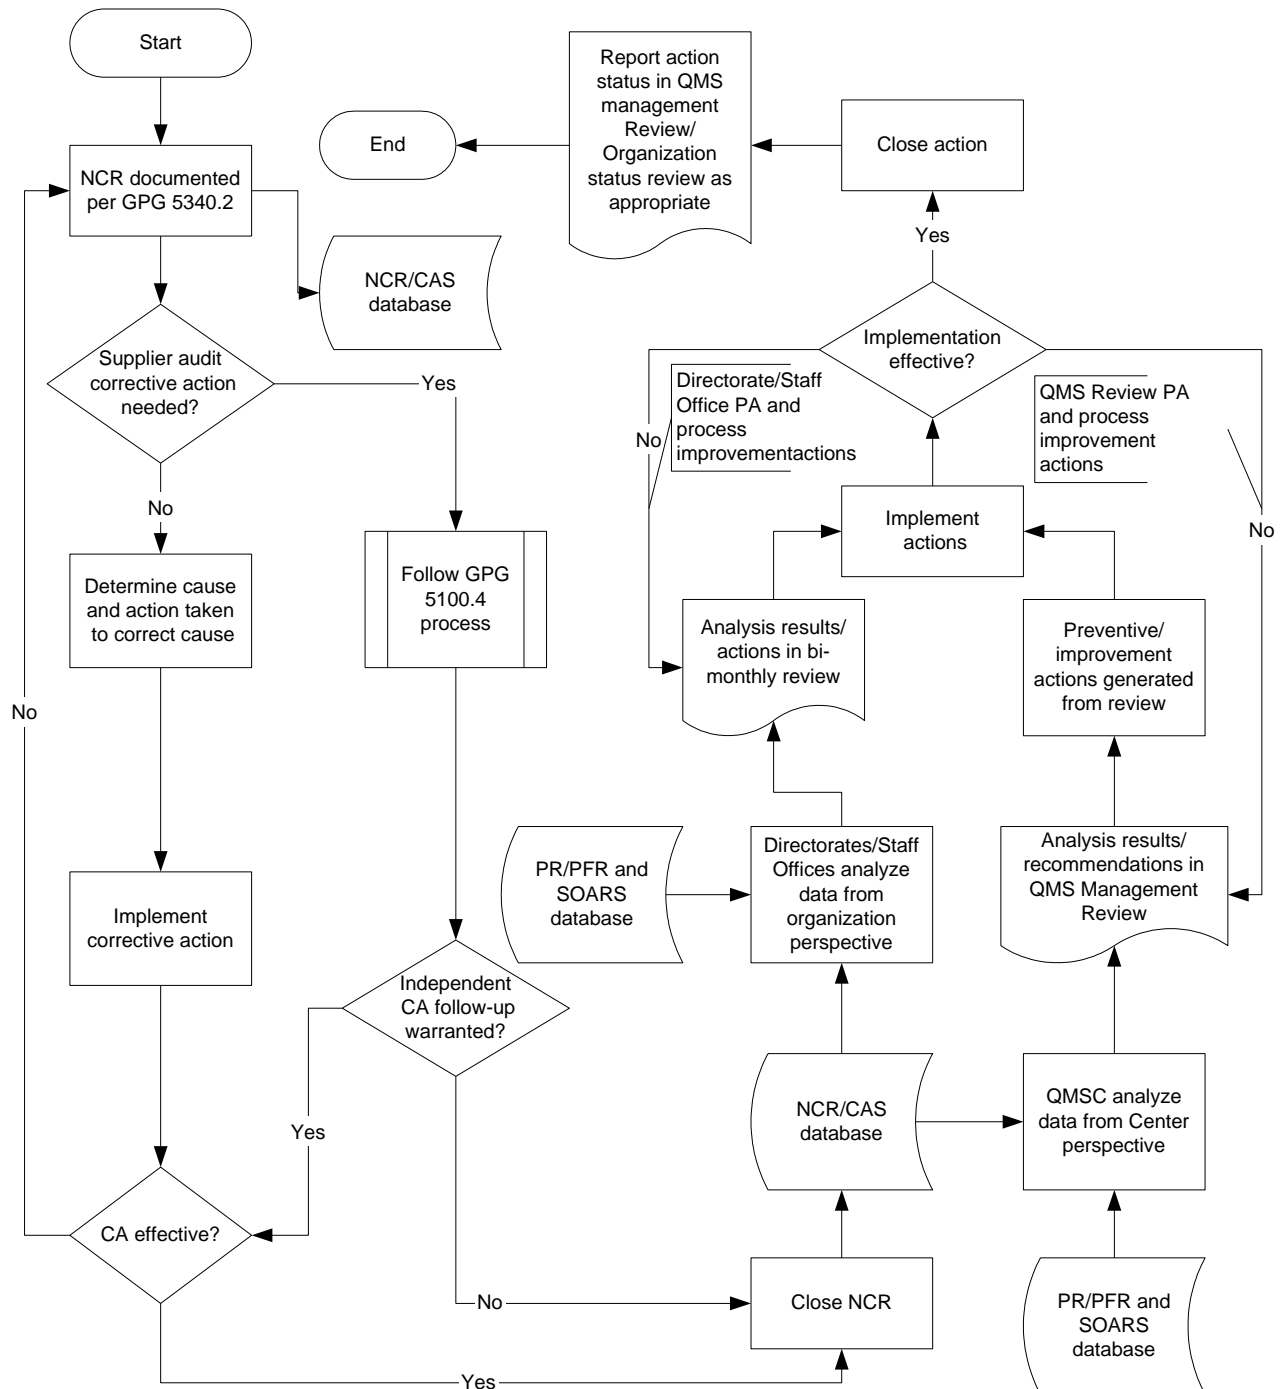 Start
NCR documented
per GPG 5340.2
NCR/CAS
database
Supplier audit
corrective action
needed?
Yes
No
Determine cause
and action taken
to correct cause
Follow GPG
5100.4
process
No
Implement
corrective action
Independent
CA follow-up
warranted?
Yes
CA effective?
No
Yes
Close NCR
NCR/CAS
database
PR/PFR and
SOARS
database
Directorates/Staff
Offices analyze
data from
organization
perspective
Analysis results/
actions in bi-
monthly review
QMSC analyze
data from Center
perspective
PR/PFR and
SOARS
database
Analysis results/
recommendations in
QMS Management
Review
Preventive/
improvement
actions generated
from review
Implement
actions
Implementation
effective?
No
Directorate/Staff
Office PA and
process
improvementactions
QMS Review PA
and process
improvement
actions
No
Yes
Close action
Report action
status in QMS
management
Review/
Organization
status review as
appropriate
End